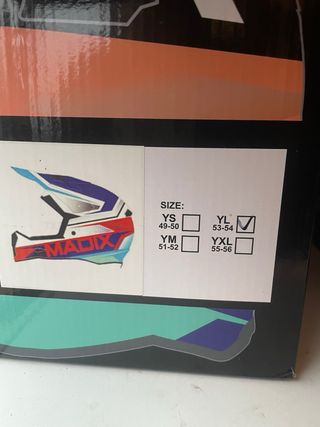 MADIX
SIZE:
YS YL
49-50 53-54
YM YXL
51-52 55-56